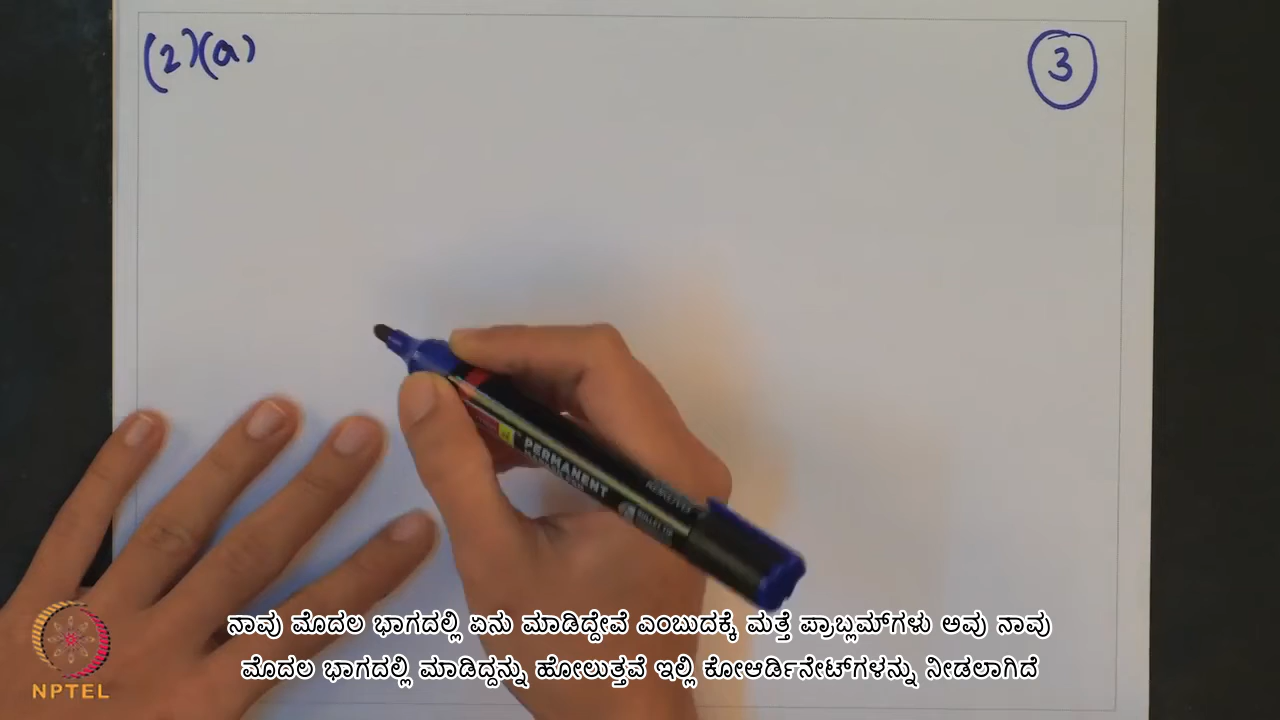 (2)(a)
3
PERMANENT
ನಾವು ಮೊದಲ ಭಾಗದಲ್ಲಿ ಏನು ಮಾಡಿದ್ದೇವೆ ಎಂಬುದಕ್ಕೆ ಮತ್ತೆ ಪ್ರಾಬ್ಲಮ್‌ಗಳು ಅವು ನಾವು
ಮೊದಲ ಭಾಗದಲ್ಲಿ ಮಾಡಿದ್ದನ್ನು ಹೋಲುತ್ತವೆ ಇಲ್ಲಿ ಕೋಆರ್ಡಿನೇಟ್‌ಗಳನ್ನು ನೀಡಲಾಗಿದೆ
NPTEL